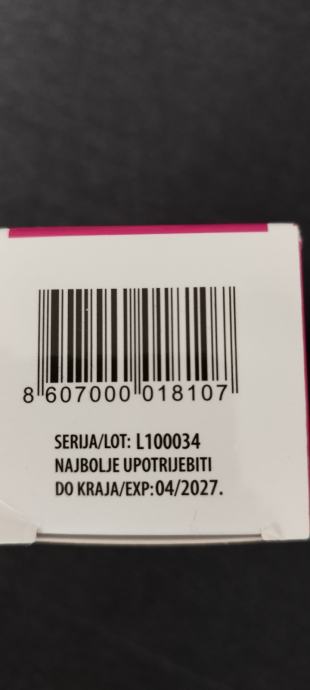 8 607000 018107
SERIJA/LOT: L100034
NAJBOLJE UPOTRIJEBITI
DO KRAJA/EXP: 04/2027.